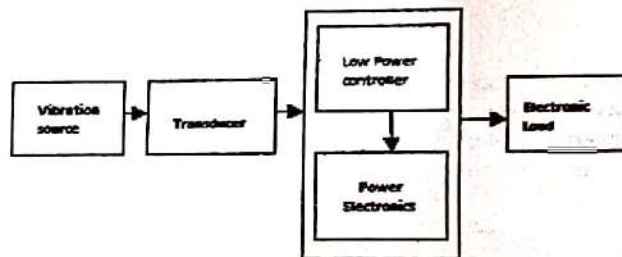 Vibration
source
Transducer
Low Power
controller
Power
Electronics
Electronic
Load